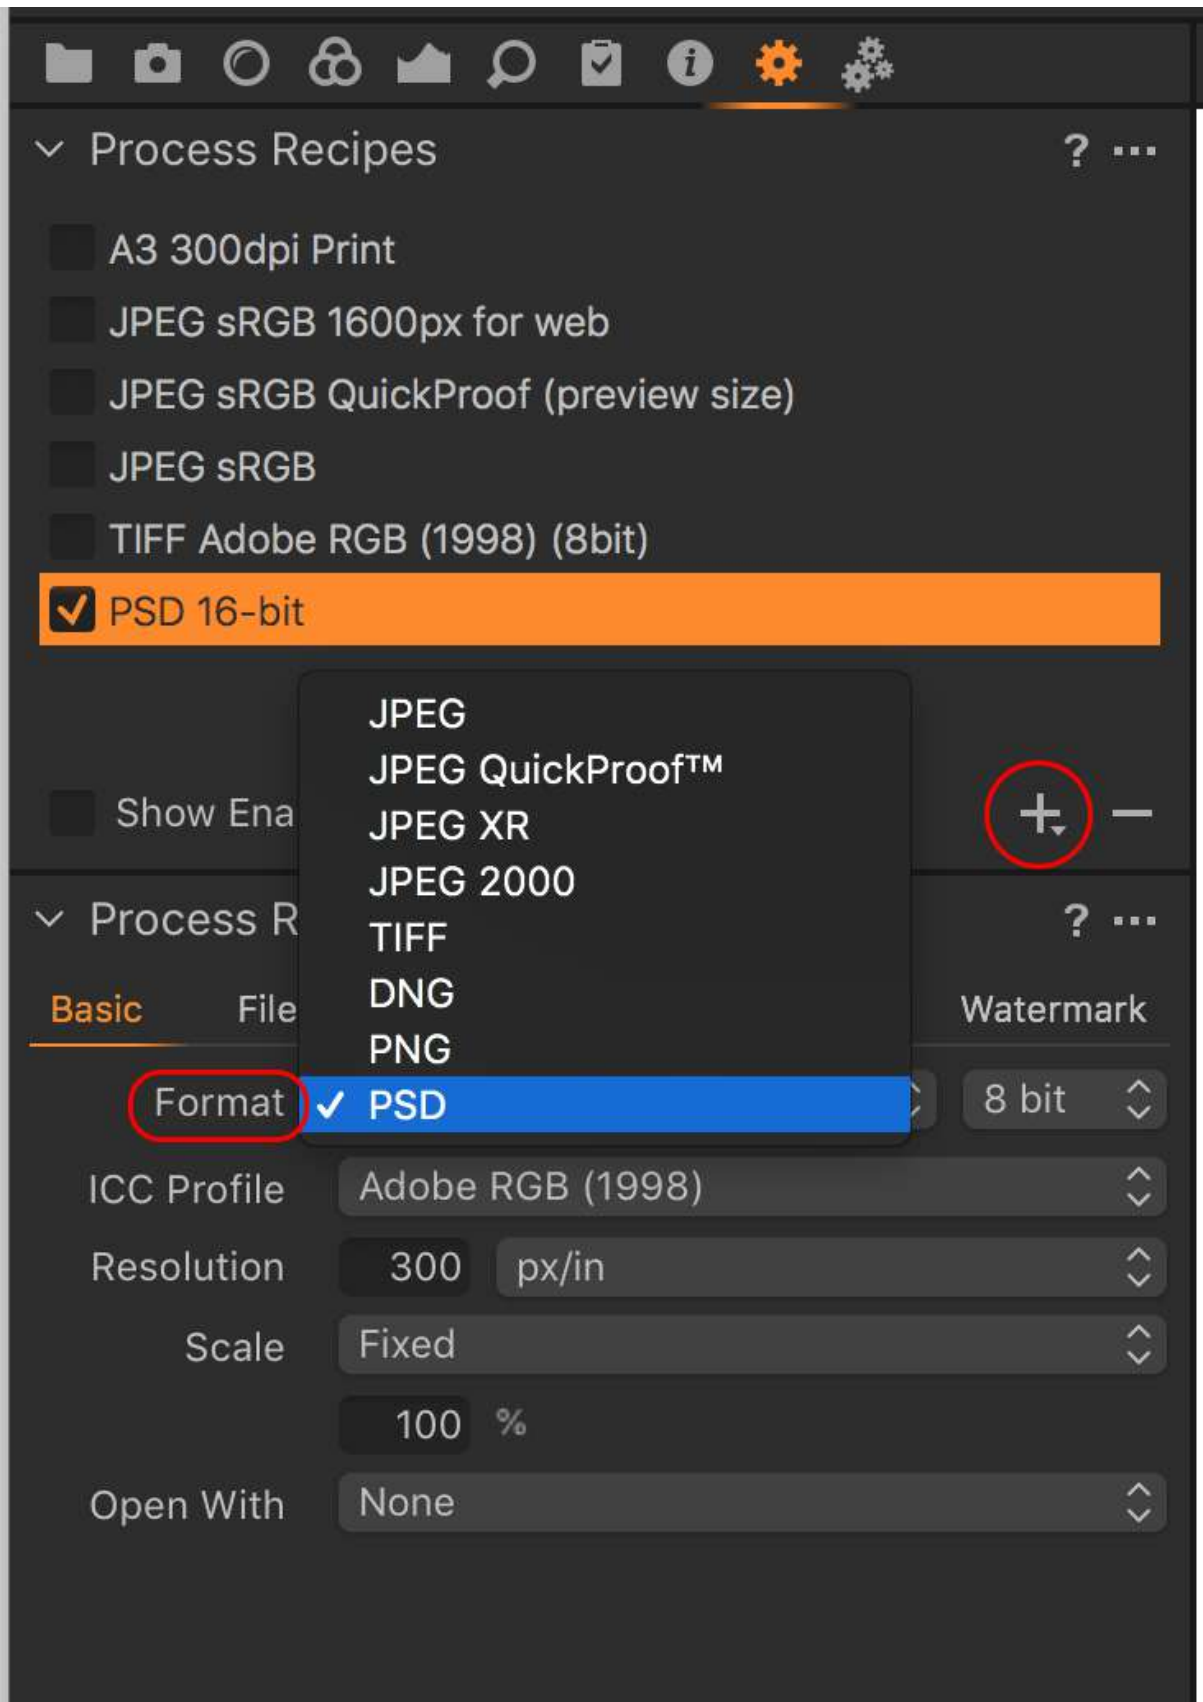 Process Recipes ? ...
A3 300dpi Print
JPEG sRGB 1600px for web
JPEG sRGB QuickProof (preview size)
JPEG sRGB
TIFF Adobe RGB (1998) (8bit)
PSD 16-bit
JPEG
JPEG QuickProof™
JPEG XR
JPEG 2000
TIFF
DNG
PNG
PSD
Show Ena
Process R ? ...
Basic File Watermark
Format 8 bit
ICC Profile Adobe RGB (1998)
Resolution 300 px/in
Scale Fixed
100 %
Open With None